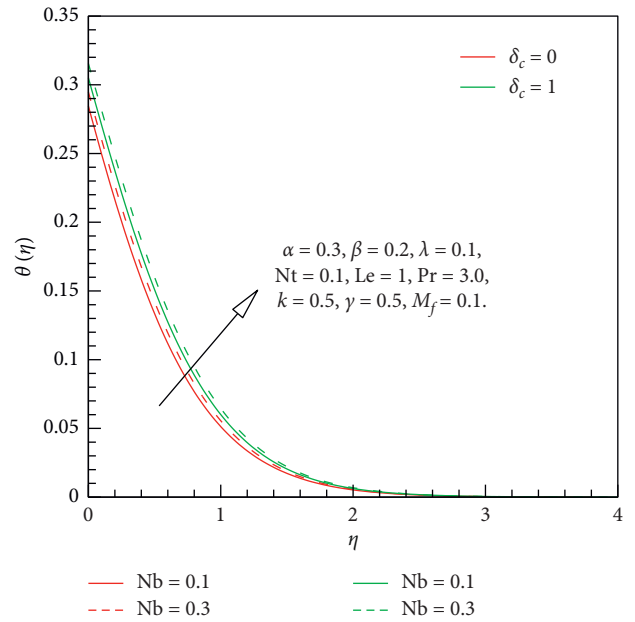 0.35
0.3
0.25
0.2
0.15
0.1
0.05
0
θ (η)
δc = 0
δc = 1
α = 0.3, β = 0.2, λ = 0.1,
Nt = 0.1, Le = 1, Pr = 3.0,
k = 0.5, γ = 0.5, Mf = 0.1.
0 1 2 3 4
η
Nb = 0.1 Nb = 0.1
Nb = 0.3 Nb = 0.3